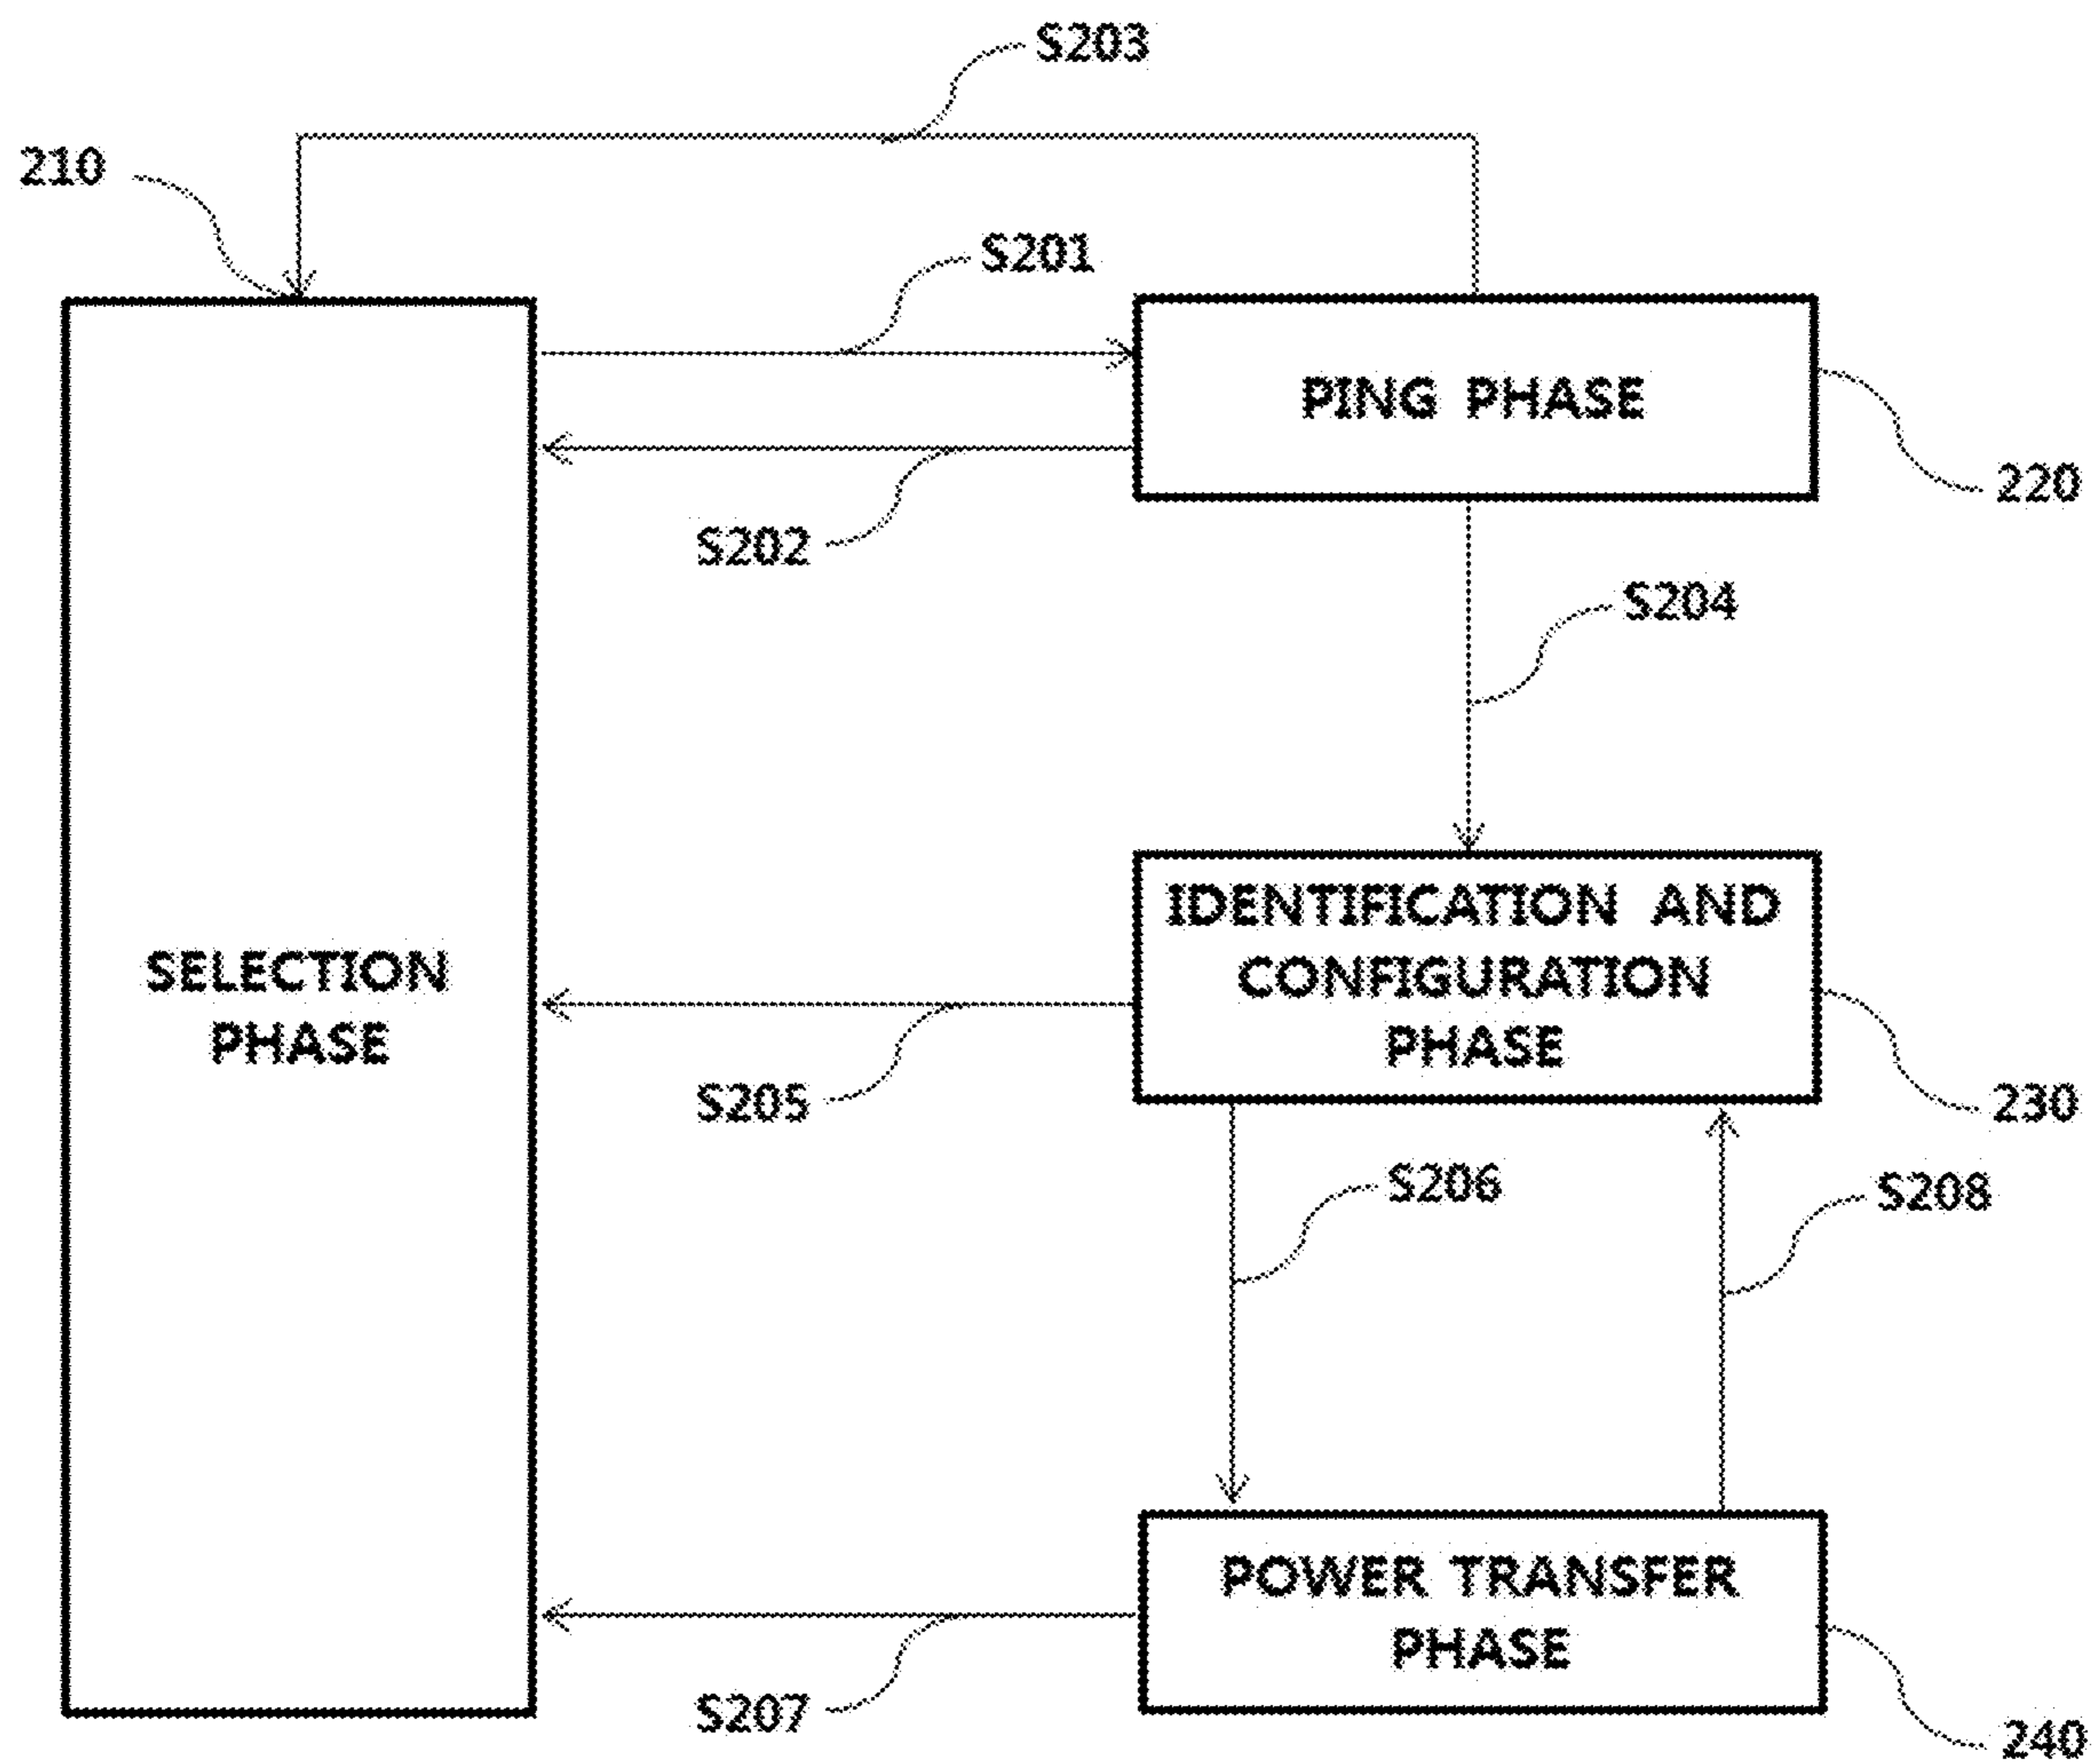 S203
210
S201
PING PHASE
220
S202
S204
SELECTION
PHASE
IDENTIFICATION AND
CONFIGURATION
PHASE
S205
230
S206
S208
POWER TRANSFER
PHASE
S207
240